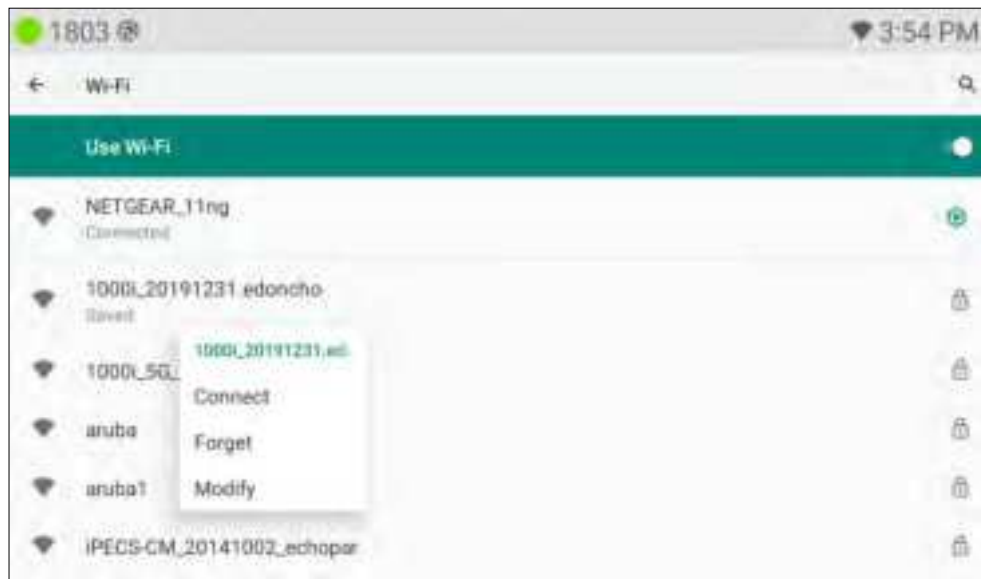 1803
3:54 PM
Wi-Fi
Use Wi-Fi
NETGEAR_11ng
Connected
1000i_20191231.edoncho
Saved
1000i_20191231.ed.
1000i_5G_
Connect
aruba
Forget
aruba1
Modify
iPECS-CM_20141002_echopar